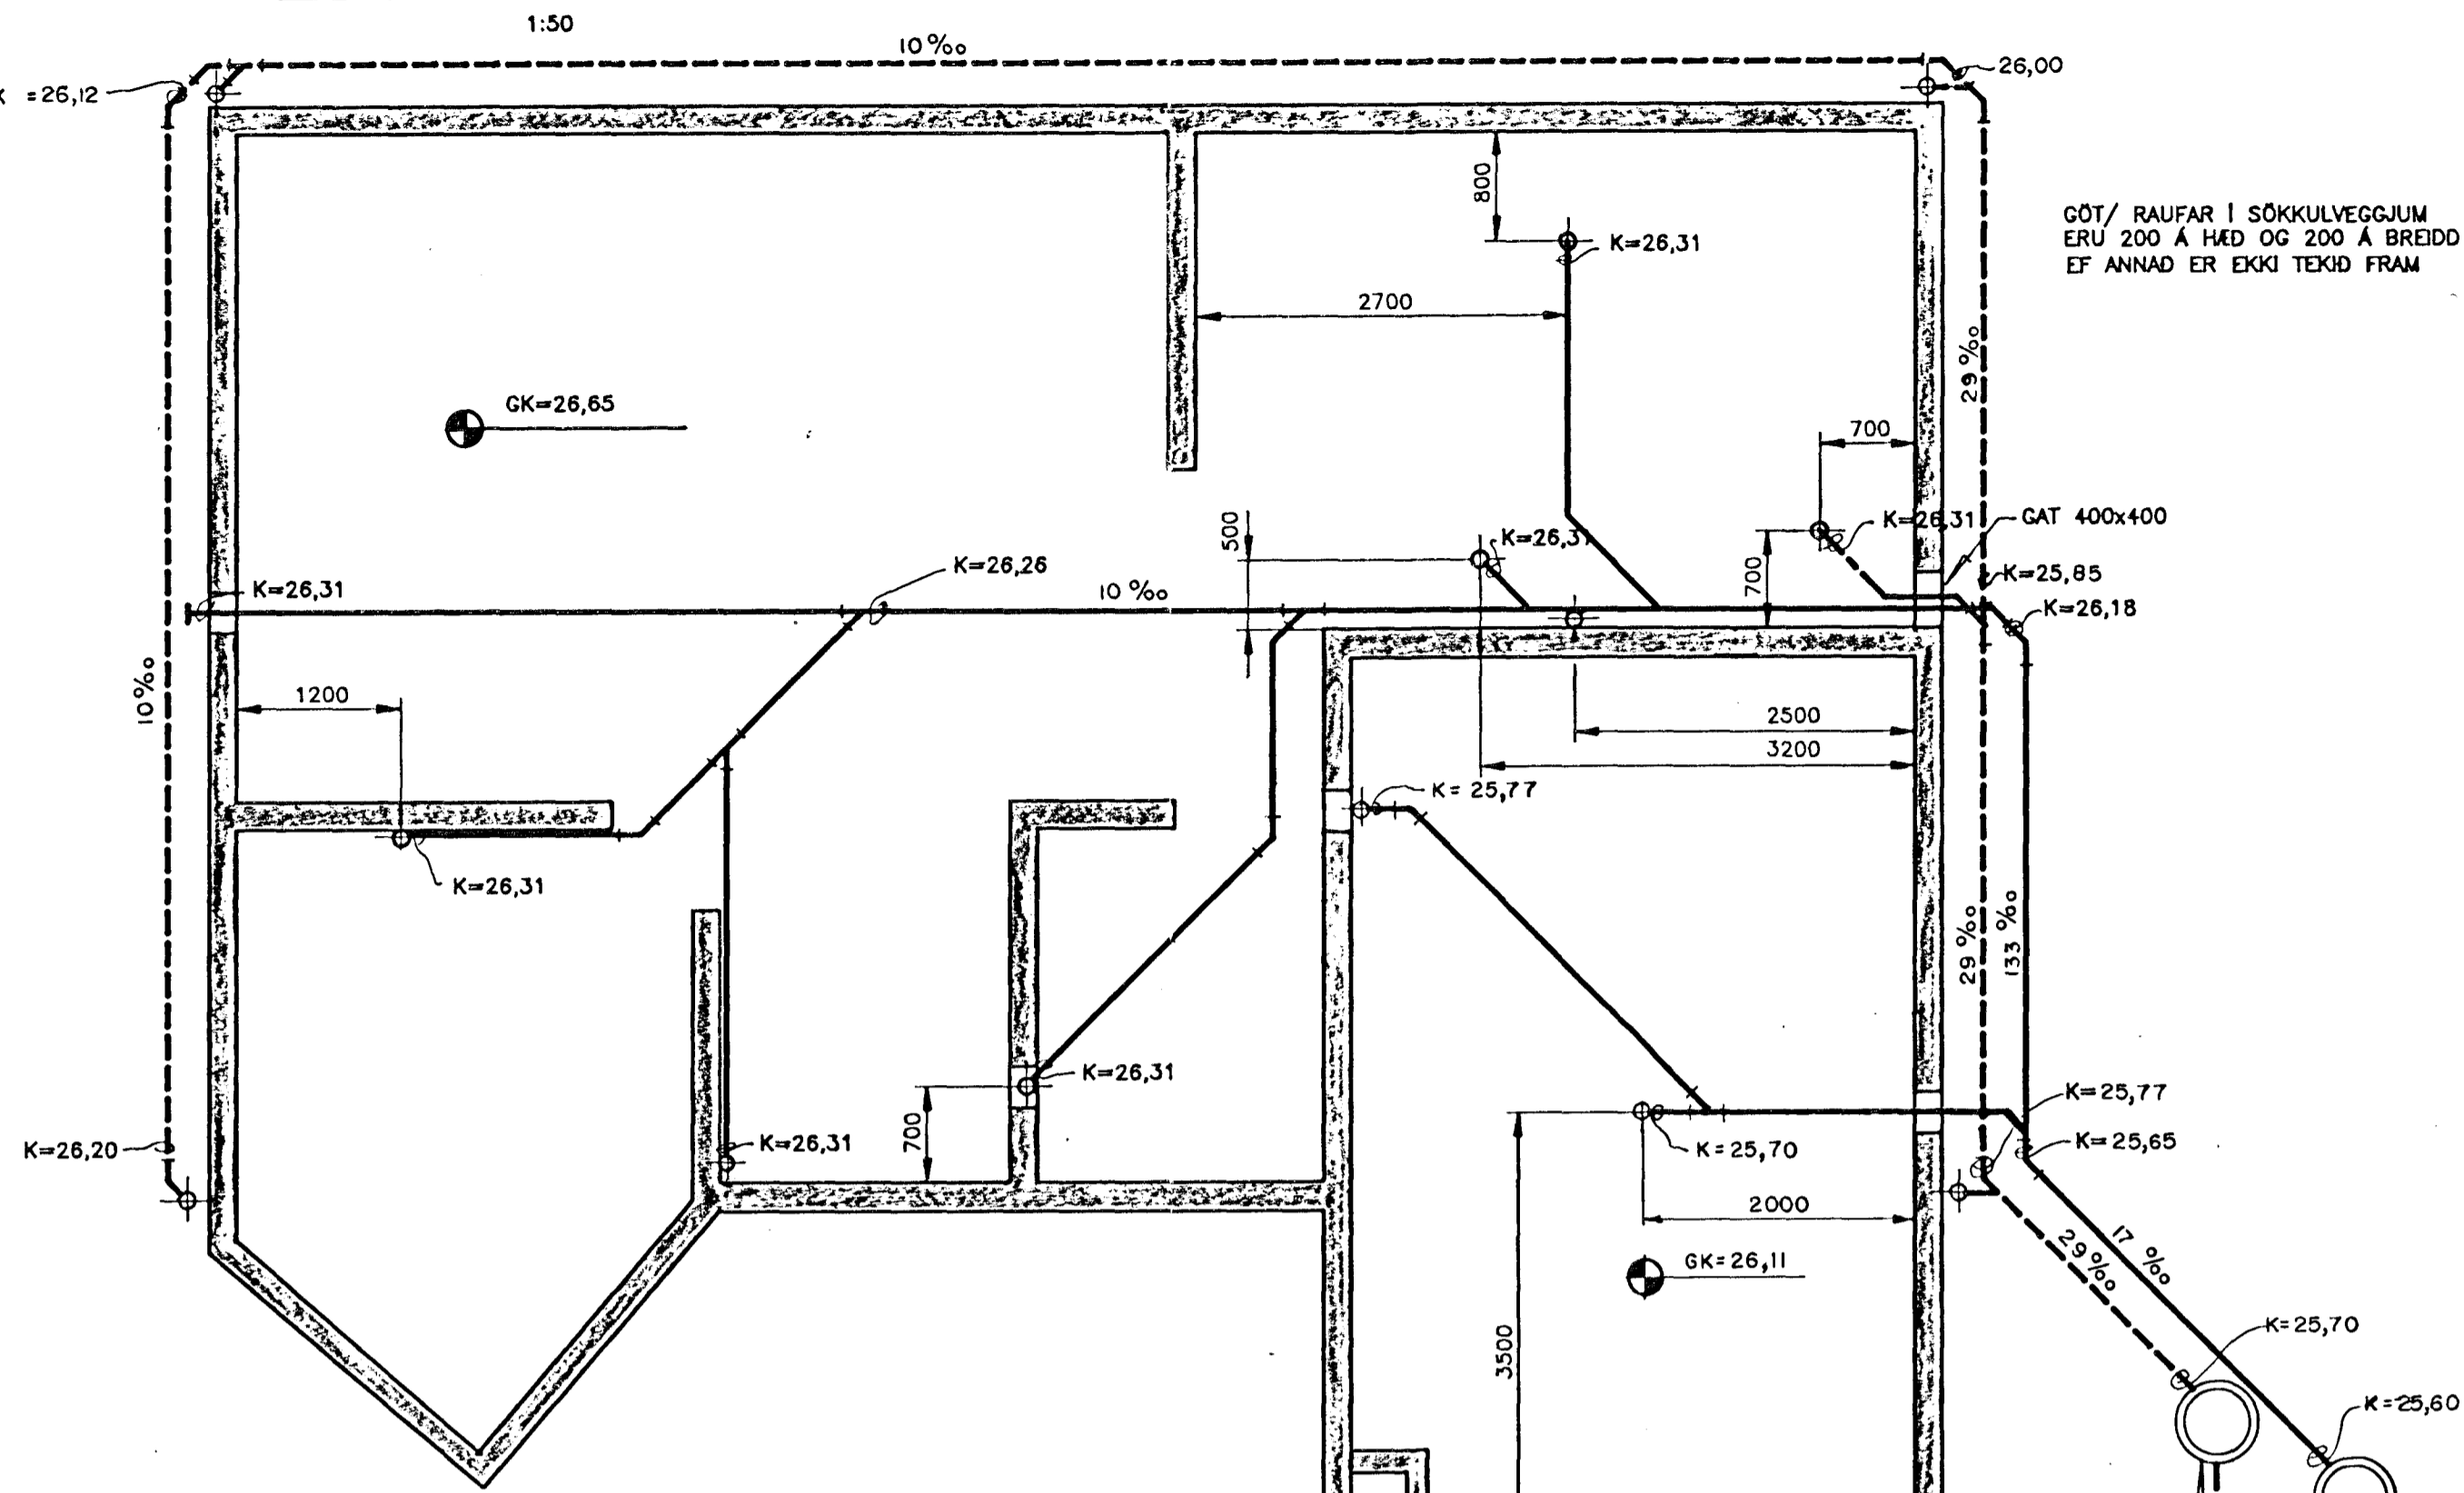 1:50
10‰
=26,12
26,00
GÖT/ RAUFAR Í SÖKKULVEGGJUM
ERU 200 Á HÆD OG 200 Á BREIDD
EF ANNAD ER EKKI TEKID FRAM
800
K=26,31
2700
29‰
GK=26,65
700
500
K=26,31
K=26,31
GAT 400x400
K=26,31
K=26,26
10‰
700
K=25,85
K=26,18
10‰
1200
2500
3200
K=25,77
K=26,31
29‰
133‰
K=26,31
K=25,77
K=26,20
K=26,31
700
K=25,70
K=25,65
2000
GK=26,11
29‰
17‰
3500
K=25,70
K=25,60